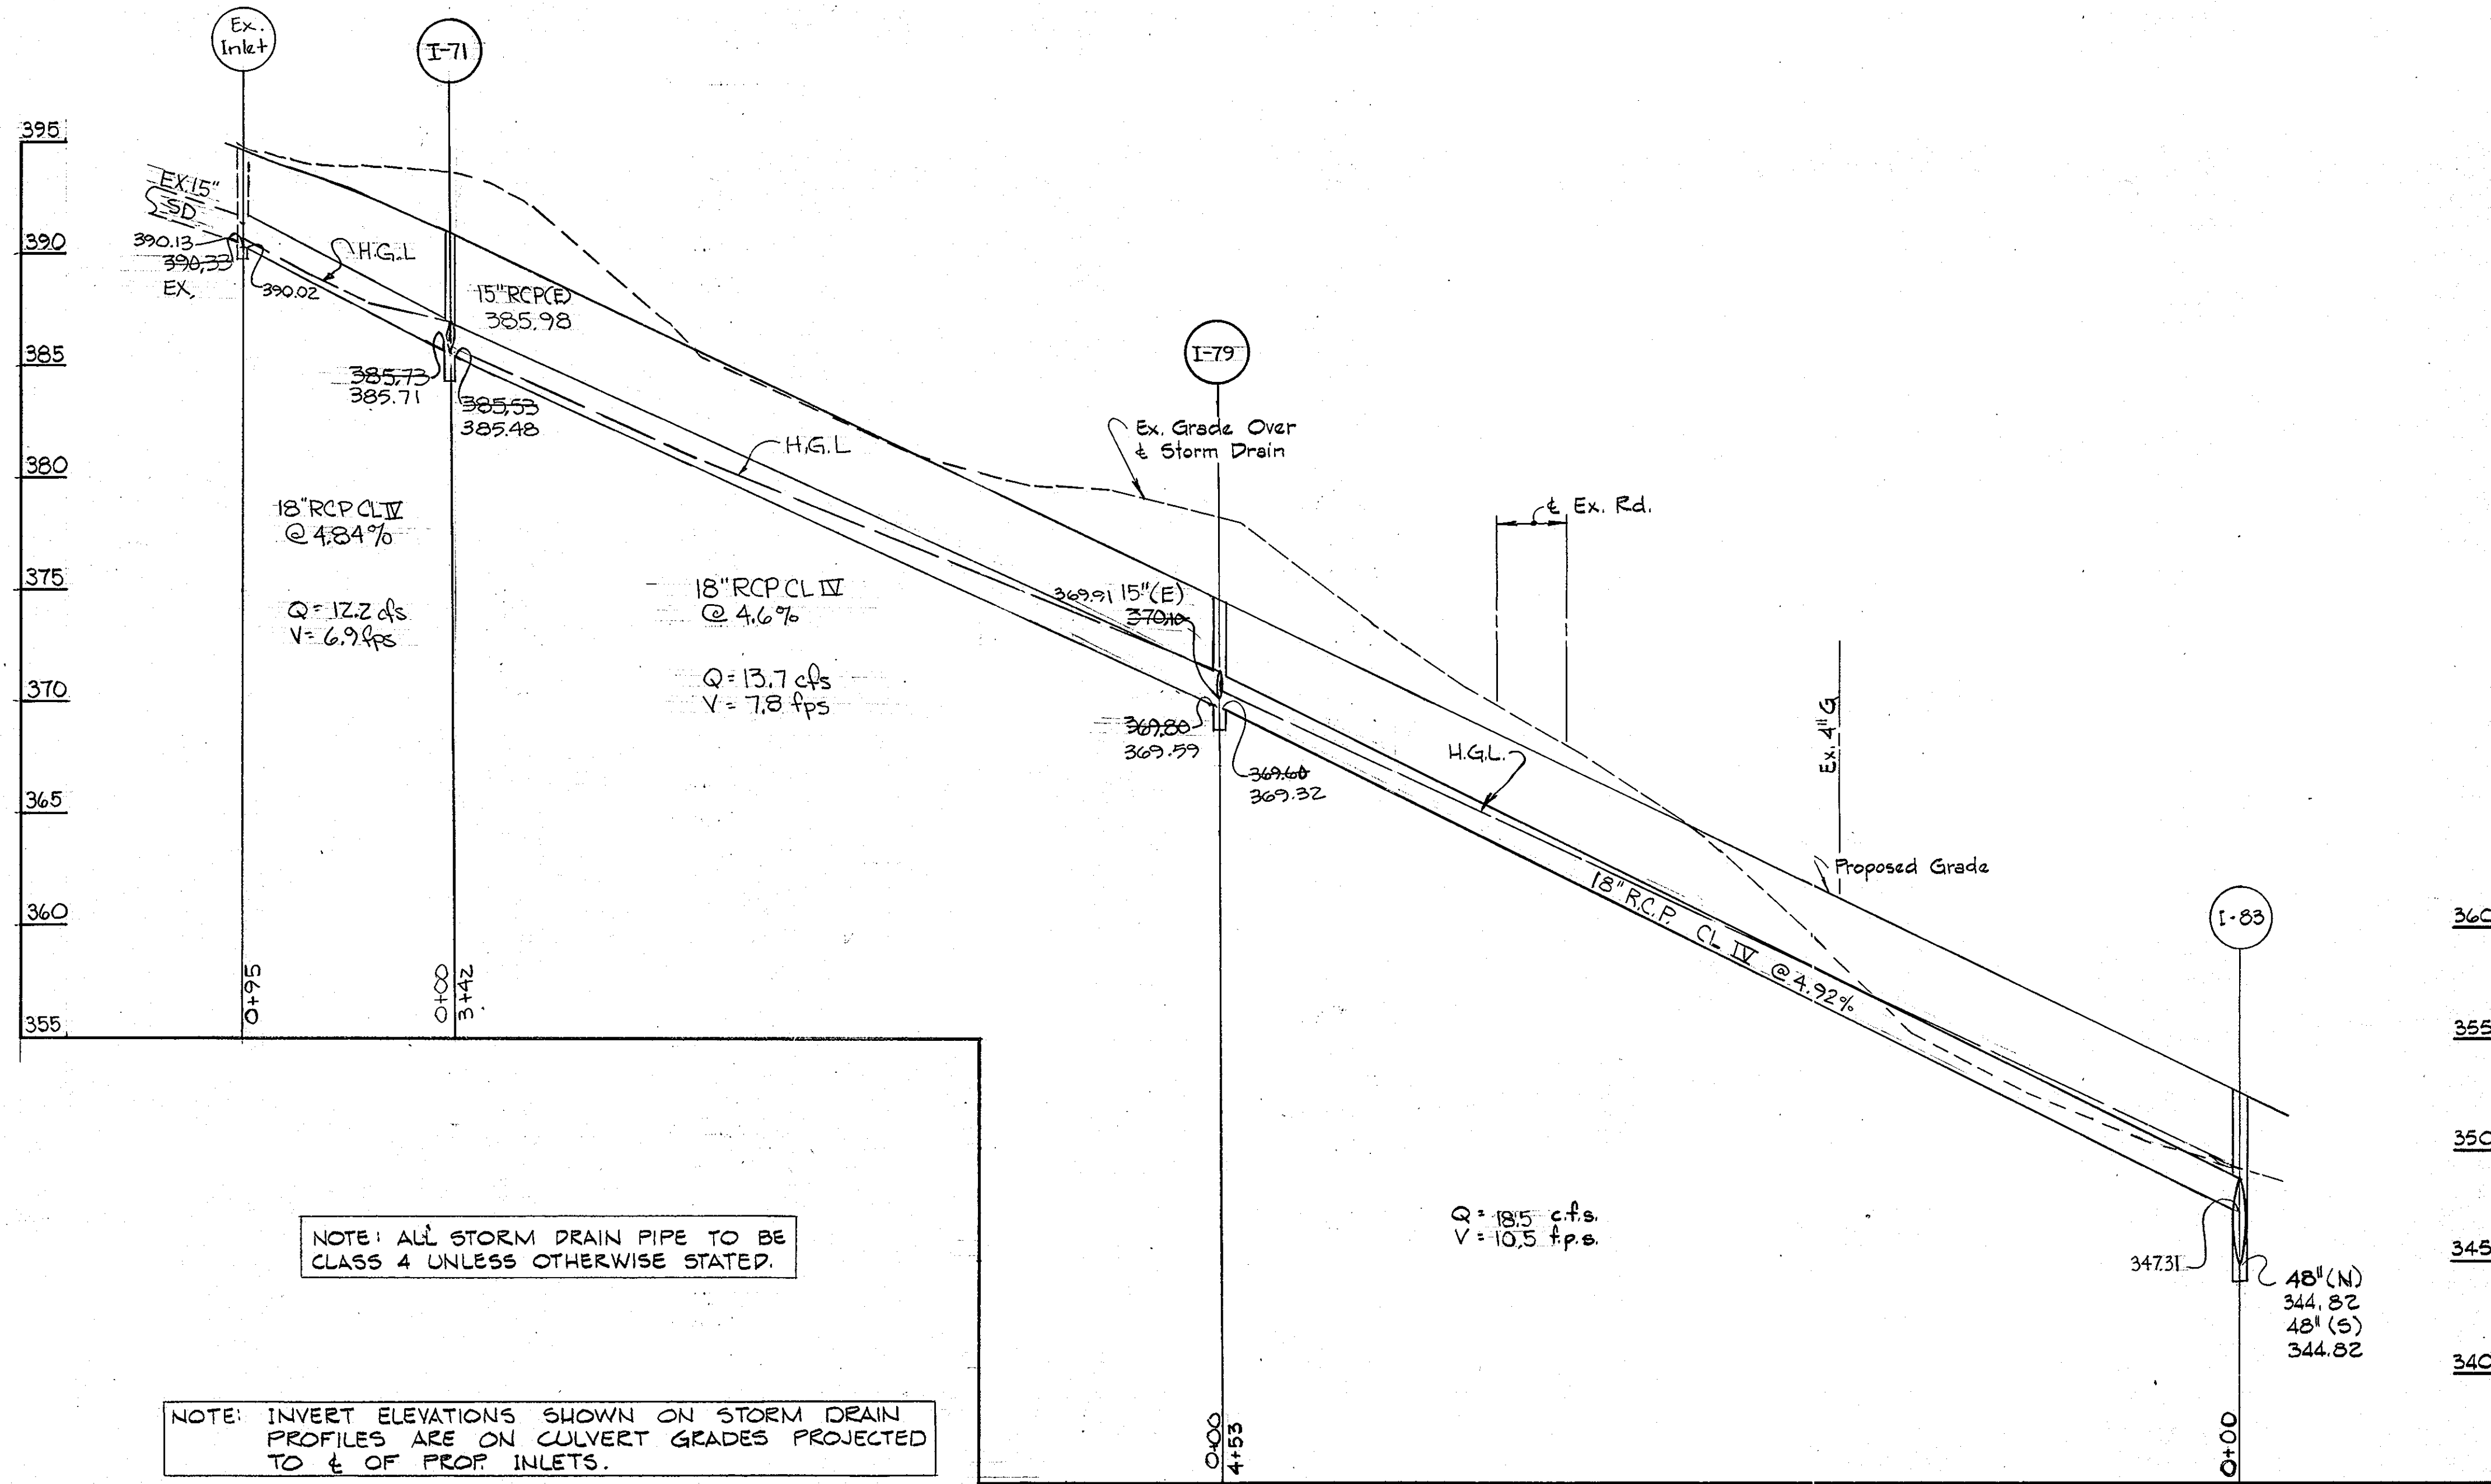 Ex.
Inlet
I-71
395
EX.15"
SD
390
390.13
390.33
EX.
390.02
H.G.L
15" RCP(E)
385.98
385
385.73
385.71
385.53
385.48
I-79
Ex. Grade Over
℄ Storm Drain
H.G.L
380
18" RCP CL IV
@ 4.84%
℄ Ex. Rd.
375
18" RCP CL IV
@ 4.6%
369.91 15" (E)
370.10
Q = 12.2 cfs
V = 6.9 fps
Q = 13.7 cfs
V = 7.8 fps
370
369.80
369.59
369.60
369.32
H.G.L.
Ex. 4" G
365
Proposed Grade
18" R.C.P. CL IV @ 4.92%
360
I-83
360
0+95
0+00
3+42
355
355
350
NOTE: ALL STORM DRAIN PIPE TO BE
CLASS 4 UNLESS OTHERWISE STATED.
Q = 18.5 c.f.s.
V = 10.5 f.p.s.
347.31
345
48" (N)
344.82
48" (S)
344.82
340
NOTE: INVERT ELEVATIONS SHOWN ON STORM DRAIN
PROFILES ARE ON CULVERT GRADES PROJECTED
TO ℄ OF PROP. INLETS.
0+00
4+53
0+00